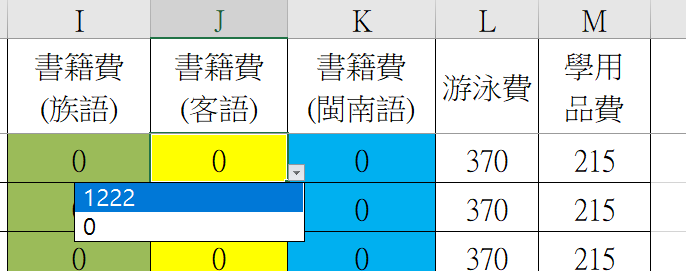 I J K L M
書籍費 書籍費 書籍費 游泳費 學用
(族語) (客語) (閩南語) 品費
0 0 0 370 215
1222
0 370 215
0
0 0 0 370 215